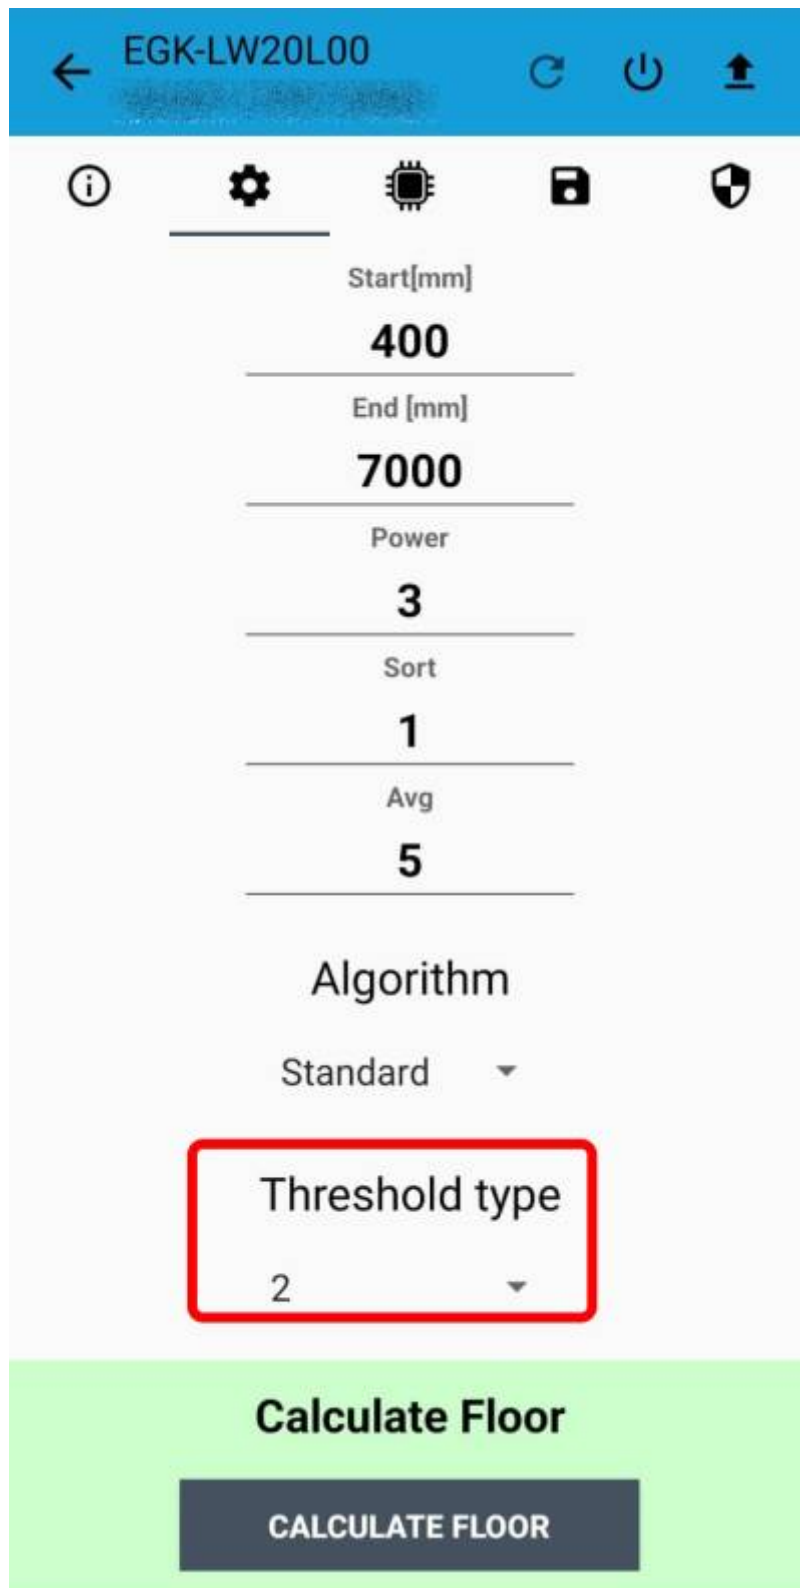 EGK-LW20L00
Start[mm]
400
End [mm]
7000
Power
3
Sort
1
Avg
5
Algorithm
Standard
Threshold type
2
Calculate Floor
CALCULATE FLOOR